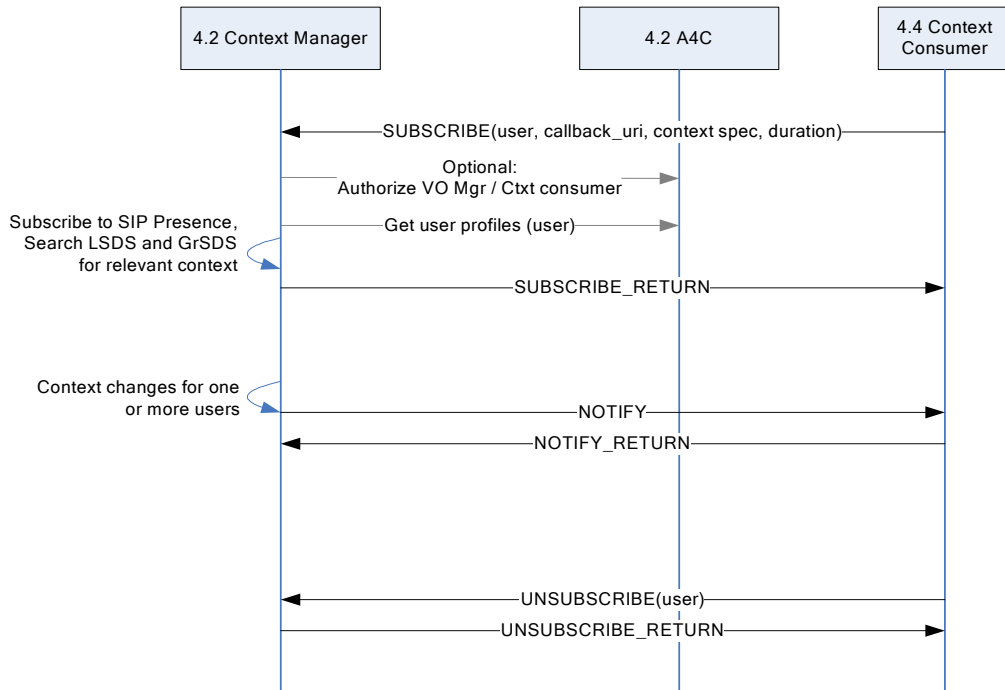 4.2 Context Manager
4.2 A4C
4.4 Context
Consumer
SUBSCRIBE(user, callback_uri, context spec, duration)
Optional:
Authorize VO Mgr / Ctxt consumer
Get user profiles (user)
Subscribe to SIP Presence,
Search LSDS and GrSDS
for relevant context
SUBSCRIBE_RETURN
Context changes for one
or more users
NOTIFY
NOTIFY_RETURN
UNSUBSCRIBE(user)
UNSUBSCRIBE_RETURN